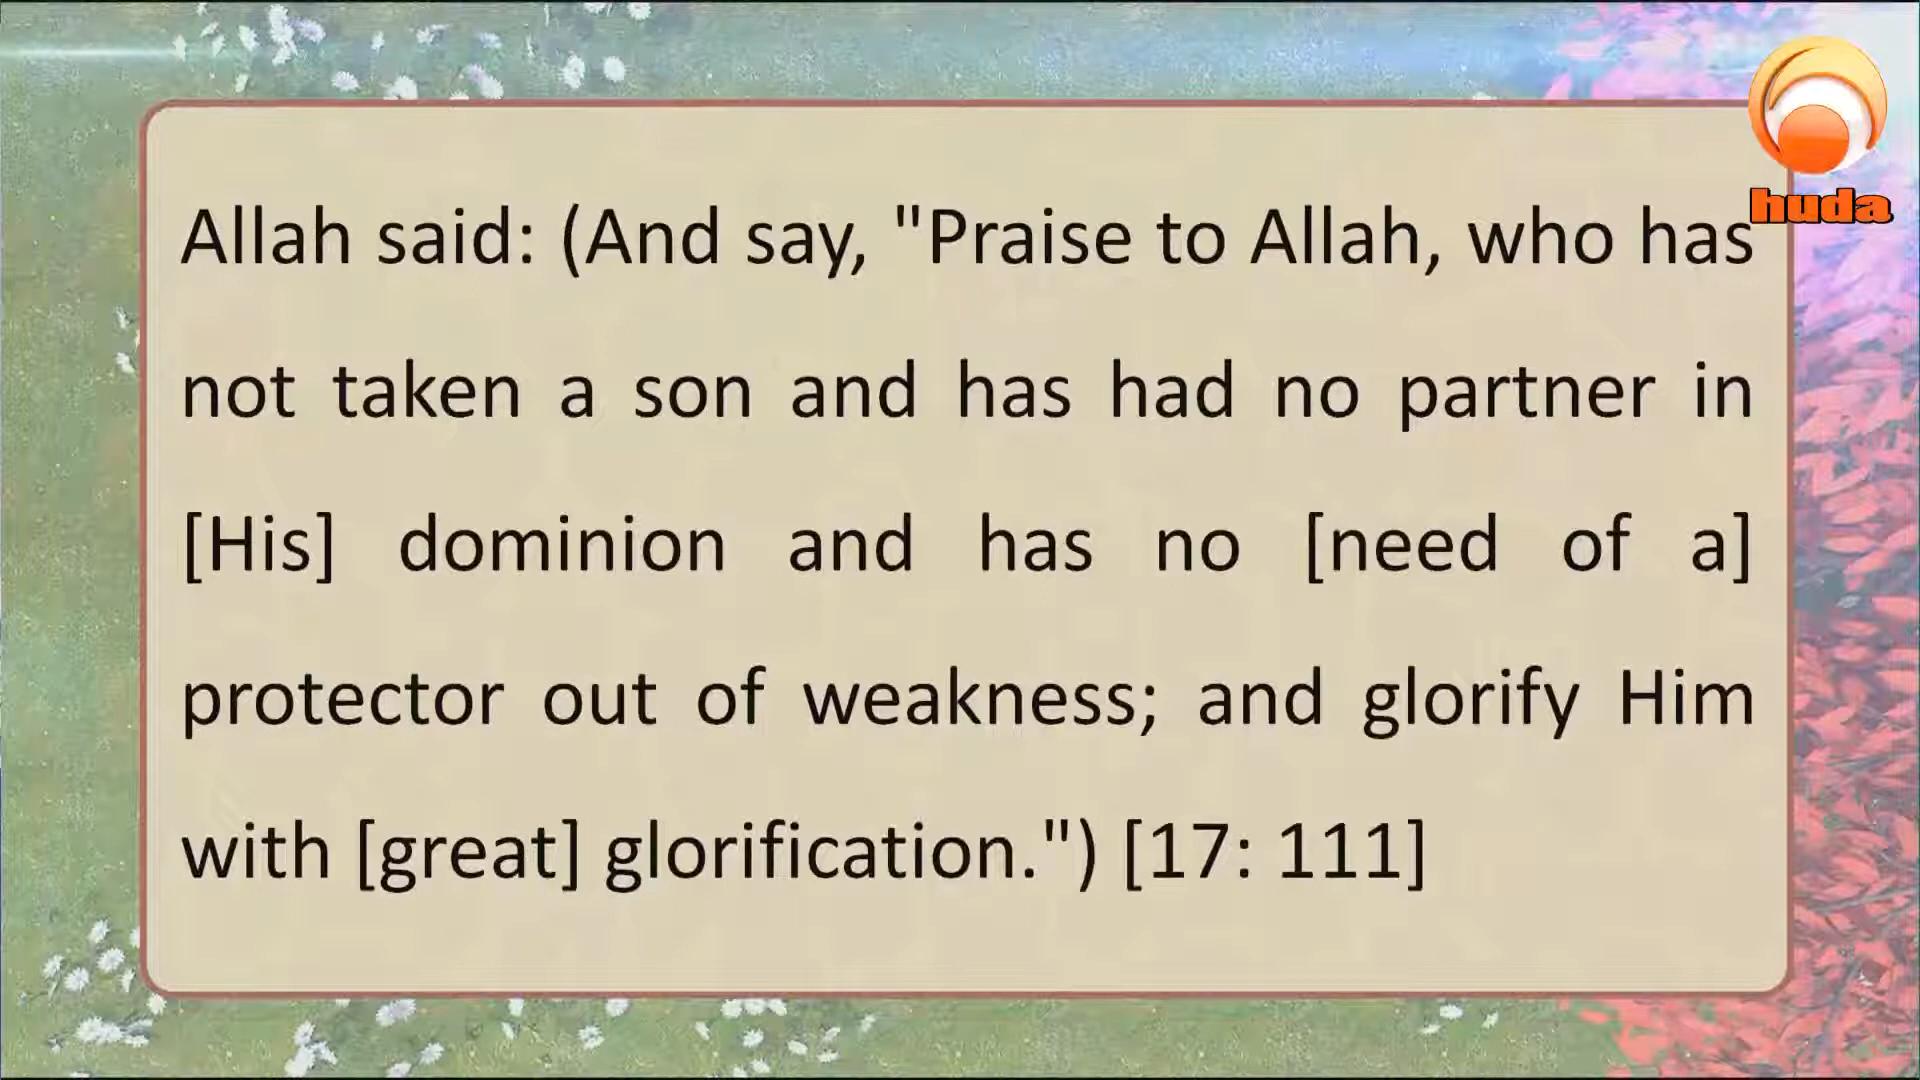 huda
Allah said: (And say, "Praise to Allah, who has
not taken a son and has had no partner in
[His] dominion and has no [need of a]
protector out of weakness; and glorify Him
with [great] glorification.") [17: 111]